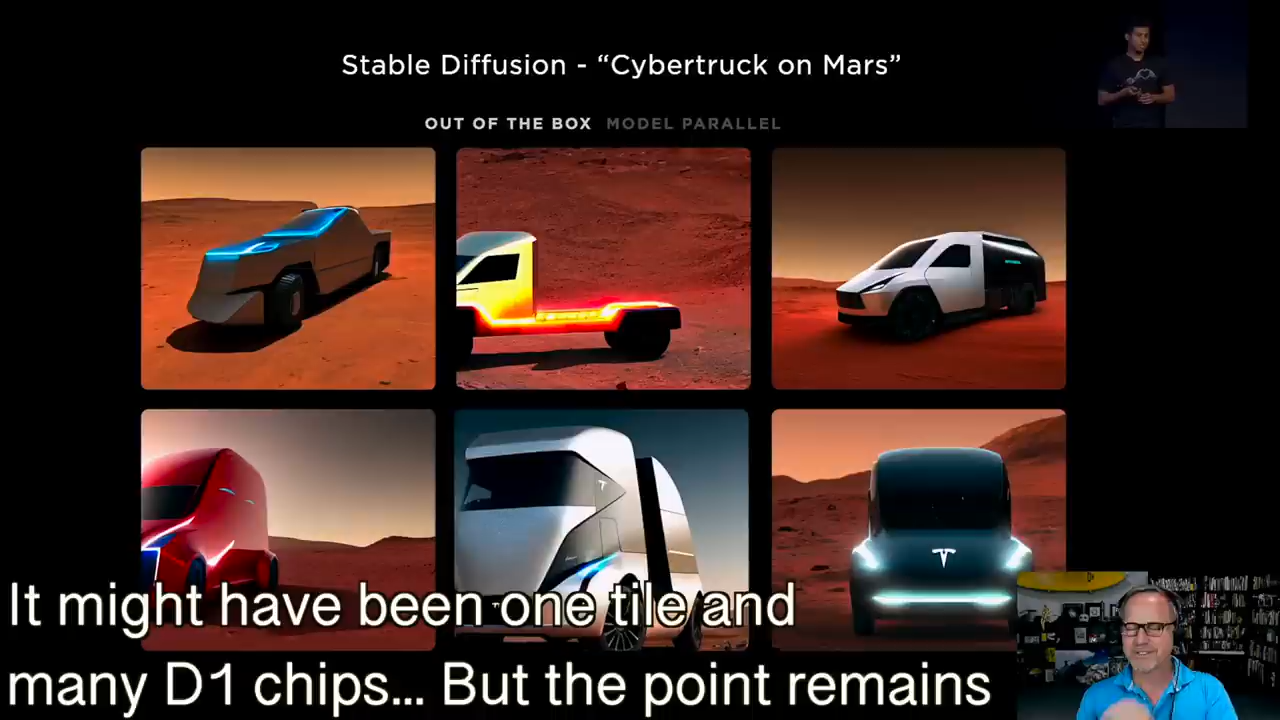 Stable Diffusion - “Cybertruck on Mars”
OUT OF THE BOX MODEL PARALLEL
It might have been one tile and
many D1 chips... But the point remains